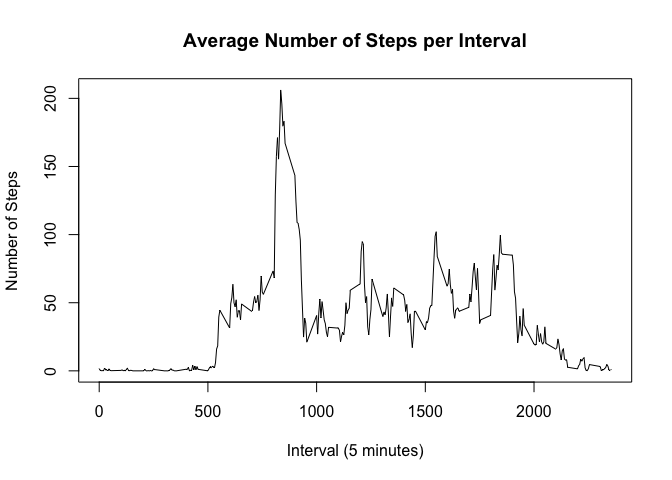 Average Number of Steps per Interval
Number of Steps
200
150
100
50
0
0 500 1000 1500 2000
Interval (5 minutes)